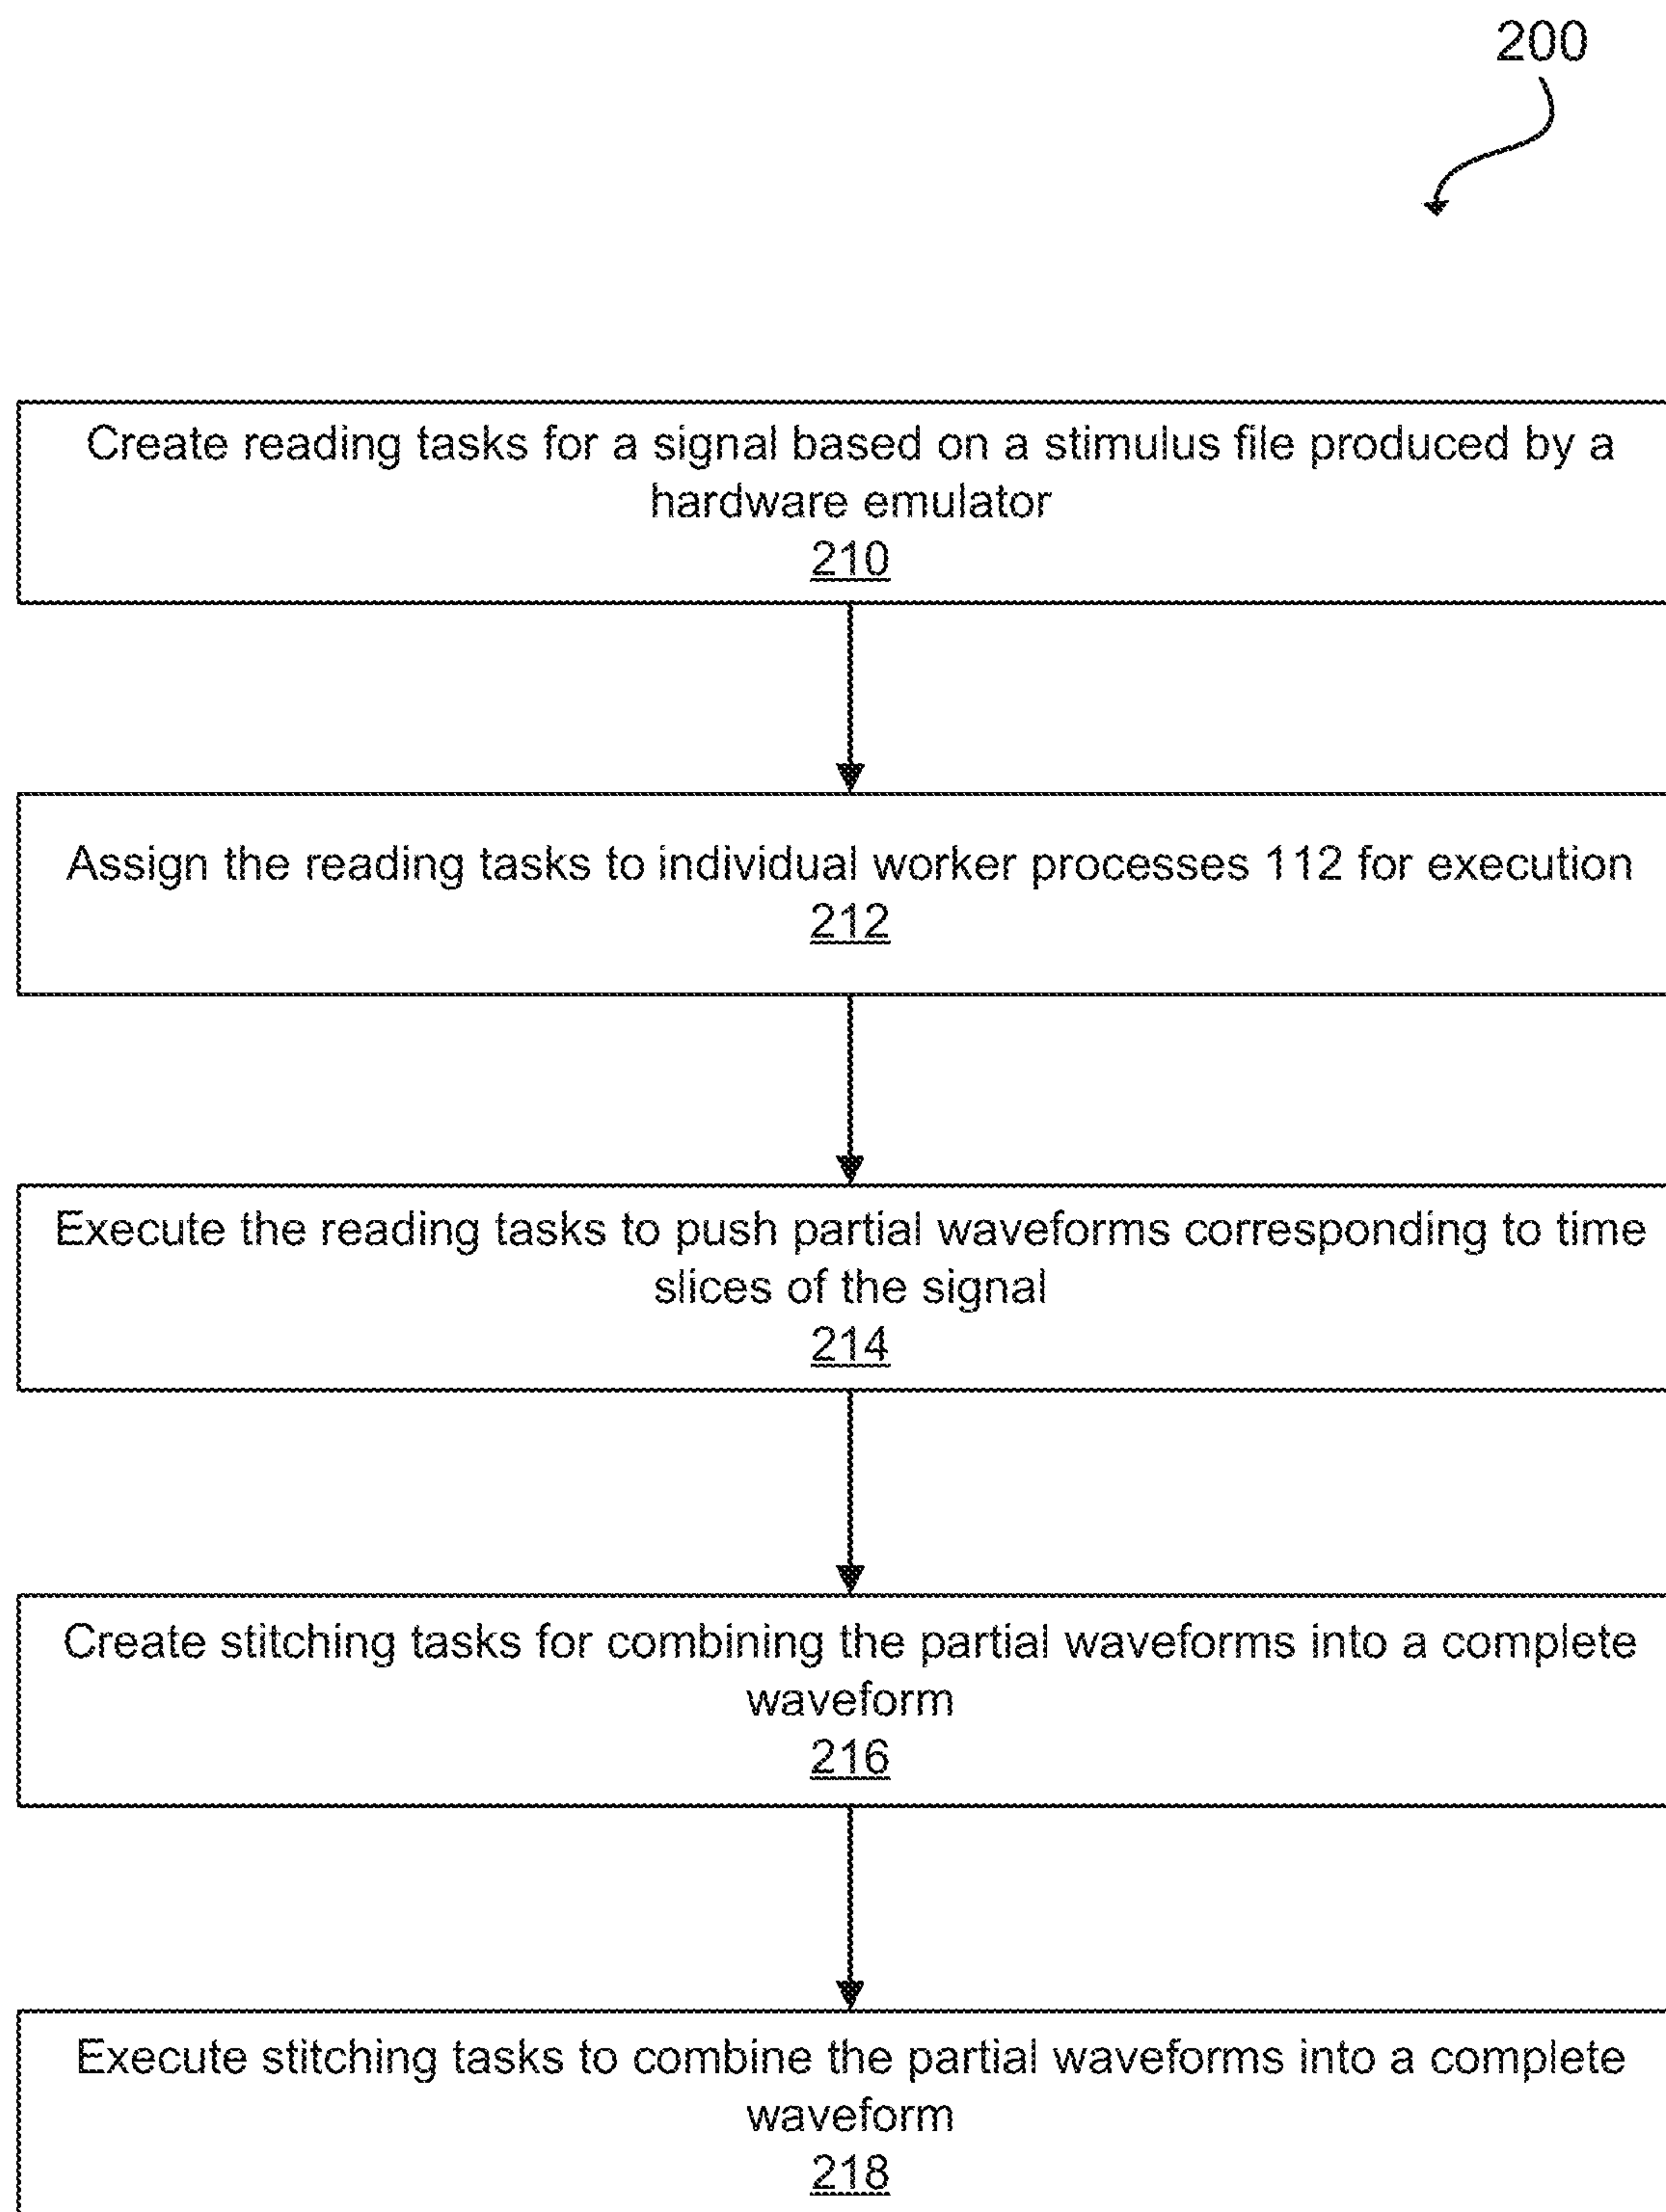 200
Create reading tasks for a signal based on a stimulus file produced by a
hardware emulator
210
Assign the reading tasks to individual worker processes 112 for execution
212
Execute the reading tasks to push partial waveforms corresponding to time
slices of the signal
214
Create stitching tasks for combining the partial waveforms into a complete
waveform
216
Execute stitching tasks to combine the partial waveforms into a complete
waveform
218